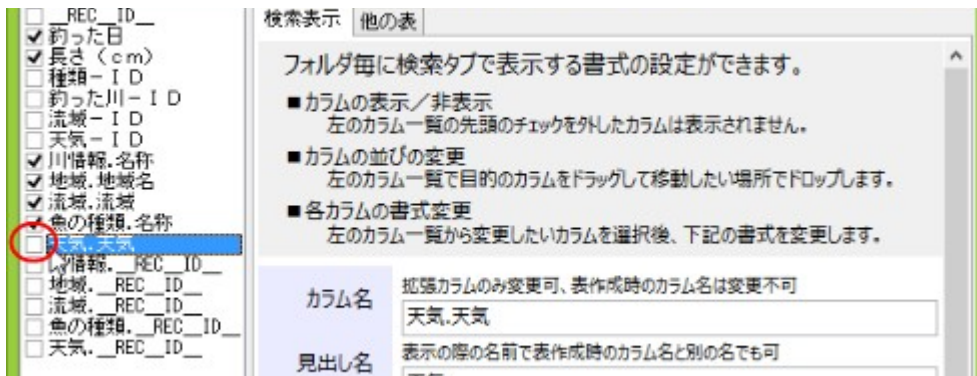 __REC__ID__
釣った日
長さ（cm）
種類－ＩＤ
釣った川－ＩＤ
流域－ＩＤ
天気－ＩＤ
川情報.名称
地域.地域名
流域.流域
魚の種類.名称
天気.天気
川情報.__REC__ID__
地域.__REC__ID__
流域.__REC__ID__
魚の種類.__REC__ID__
天気.__REC__ID__
検索表示 他の表
フォルダ毎に検索タブで表示する書式の設定ができます。
■カラムの表示／非表示
左のカラム一覧の先頭のチェックを外したカラムは表示されません。
■カラムの並びの変更
左のカラム一覧で目的のカラムをドラッグして移動したい場所でドロップします。
■各カラムの書式変更
左のカラム一覧から変更したいカラムを選択後、下記の書式を変更します。
カラム名
拡張カラムのみ変更可、表作成時のカラム名は変更不可
天気.天気
見出し名
表示の際の名前で表作成時のカラム名と別の名でも可